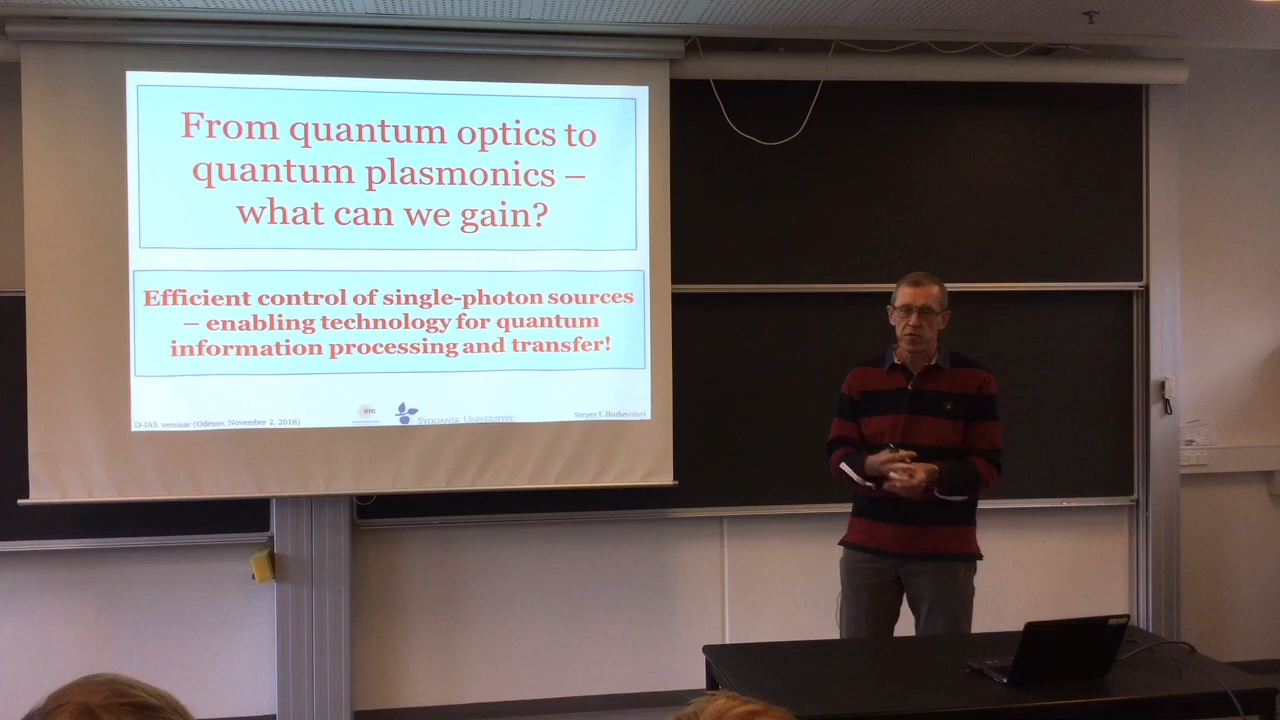 From quantum optics to
quantum plasmonics –
what can we gain?
Efficient control of single-photon sources
– enabling technology for quantum
information processing and transfer!
D-IAS seminar (Odense, November 2, 2016)
erc
Syddansk Universitet
Sergey I. Bozhevolnyi